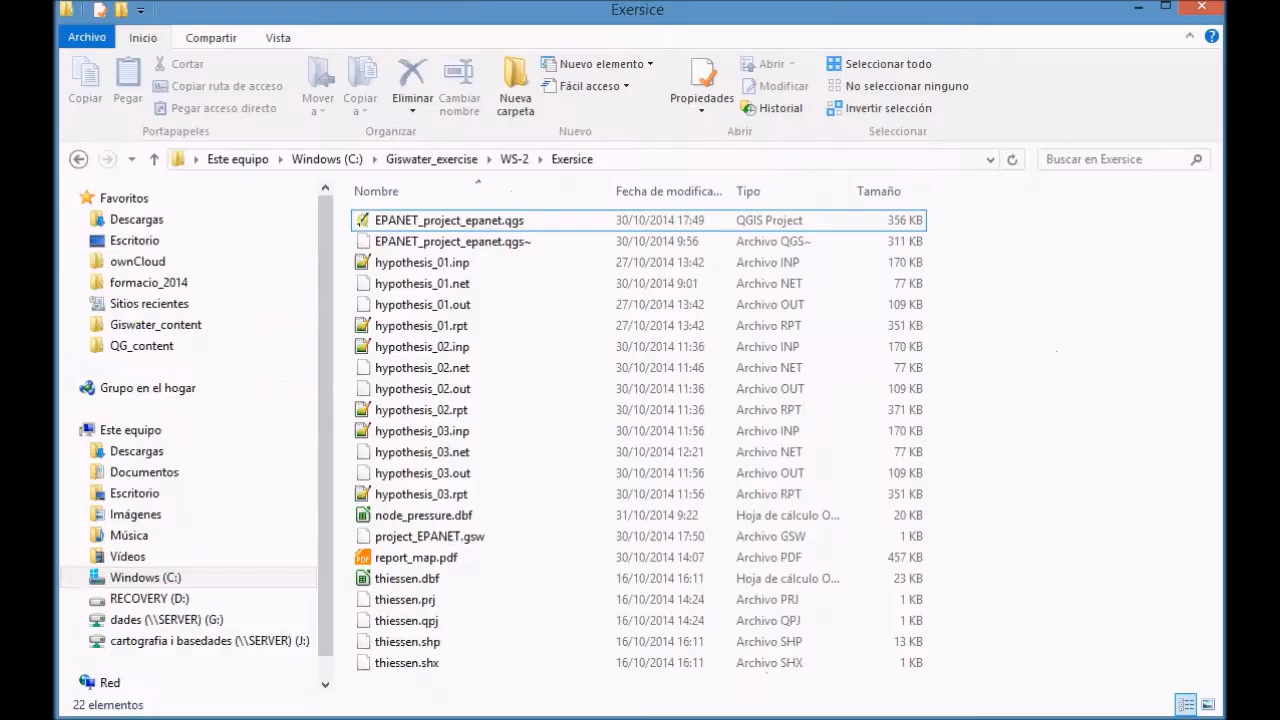 Exersice
Archivo Inicio Compartir Vista
Copiar Pegar Cortar Copiar ruta de acceso Pegar acceso directo
Mover a Copiar a Eliminar Cambiar nombre
Nueva carpeta Nuevo elemento Fácil acceso
Propiedades Abrir Modificar Historial
Seleccionar todo No seleccionar ninguno Invertir selección
Portapapeles Organizar Nuevo Abrir Seleccionar
Este equipo Windows (C:) Giswater_exercise WS-2 Exersice Buscar en Exersice
Favoritos
Descargas
Escritorio
ownCloud
formacio_2014
Sitios recientes
Giswater_content
QG_content
Grupo en el hogar
Este equipo
Descargas
Documentos
Escritorio
Imágenes
Música
Vídeos
Windows (C:)
RECOVERY (D:)
dades (\\SERVER) (G:)
cartografia i basedades (\\SERVER) (J:)
Red
Nombre Fecha de modifica... Tipo Tamaño
EPANET_project_epanet.qgs 30/10/2014 17:49 QGIS Project 356 KB
EPANET_project_epanet.qgs~ 30/10/2014 9:56 Archivo QGS~ 311 KB
hypothesis_01.inp 27/10/2014 13:42 Archivo INP 170 KB
hypothesis_01.net 30/10/2014 9:01 Archivo NET 77 KB
hypothesis_01.out 27/10/2014 13:42 Archivo OUT 109 KB
hypothesis_01.rpt 27/10/2014 13:42 Archivo RPT 351 KB
hypothesis_02.inp 30/10/2014 11:36 Archivo INP 170 KB
hypothesis_02.net 30/10/2014 11:46 Archivo NET 77 KB
hypothesis_02.out 30/10/2014 11:36 Archivo OUT 109 KB
hypothesis_02.rpt 30/10/2014 11:36 Archivo RPT 371 KB
hypothesis_03.inp 30/10/2014 11:56 Archivo INP 170 KB
hypothesis_03.net 30/10/2014 12:21 Archivo NET 77 KB
hypothesis_03.out 30/10/2014 11:56 Archivo OUT 109 KB
hypothesis_03.rpt 30/10/2014 11:56 Archivo RPT 351 KB
node_pressure.dbf 31/10/2014 9:22 Hoja de cálculo O... 20 KB
project_EPANET.gsw 30/10/2014 17:50 Archivo GSW 1 KB
report_map.pdf 30/10/2014 14:07 Archivo PDF 457 KB
thiessen.dbf 16/10/2014 16:11 Hoja de cálculo O... 23 KB
thiessen.prj 16/10/2014 14:24 Archivo PRJ 1 KB
thiessen.qpj 16/10/2014 14:24 Archivo QPJ 1 KB
thiessen.shp 16/10/2014 16:11 Archivo SHP 13 KB
thiessen.shx 16/10/2014 16:11 Archivo SHX 1 KB
22 elementos